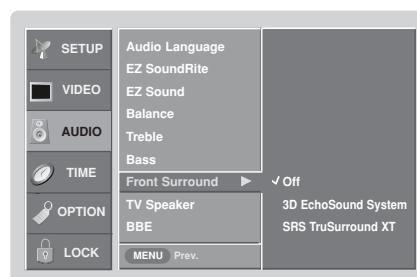 SETUP
VIDEO
AUDIO
TIME
OPTION
LOCK
Audio Language
EZ SoundRite
EZ Sound
Balance
Treble
Bass
Front Surround
TV Speaker
BBE
MENU Prev.
Off
3D EchoSound System
SRS TruSurround XT